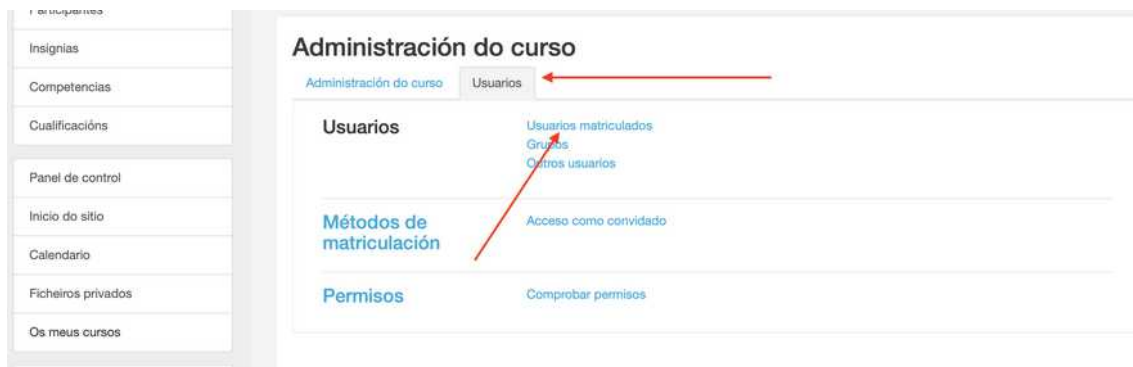 Participantes
Insignias
Competencias
Cualificacións
Panel de control
Inicio do sitio
Calendario
Ficheiros privados
Os meus cursos
Administración do curso
Administración do curso Usuarios
Usuarios
Usuarios matriculados
Grupos
Outros usuarios
Métodos de
matriculación
Acceso como convidado
Permisos
Comprobar permisos